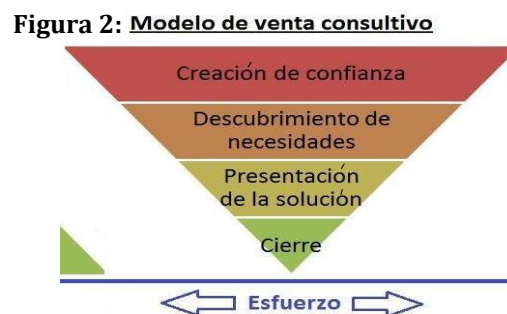 Figura 2: Modelo de venta consultivo
Creación de confianza
Descubrimiento de
necesidades
Presentación
de la solución
Cierre
Esfuerzo